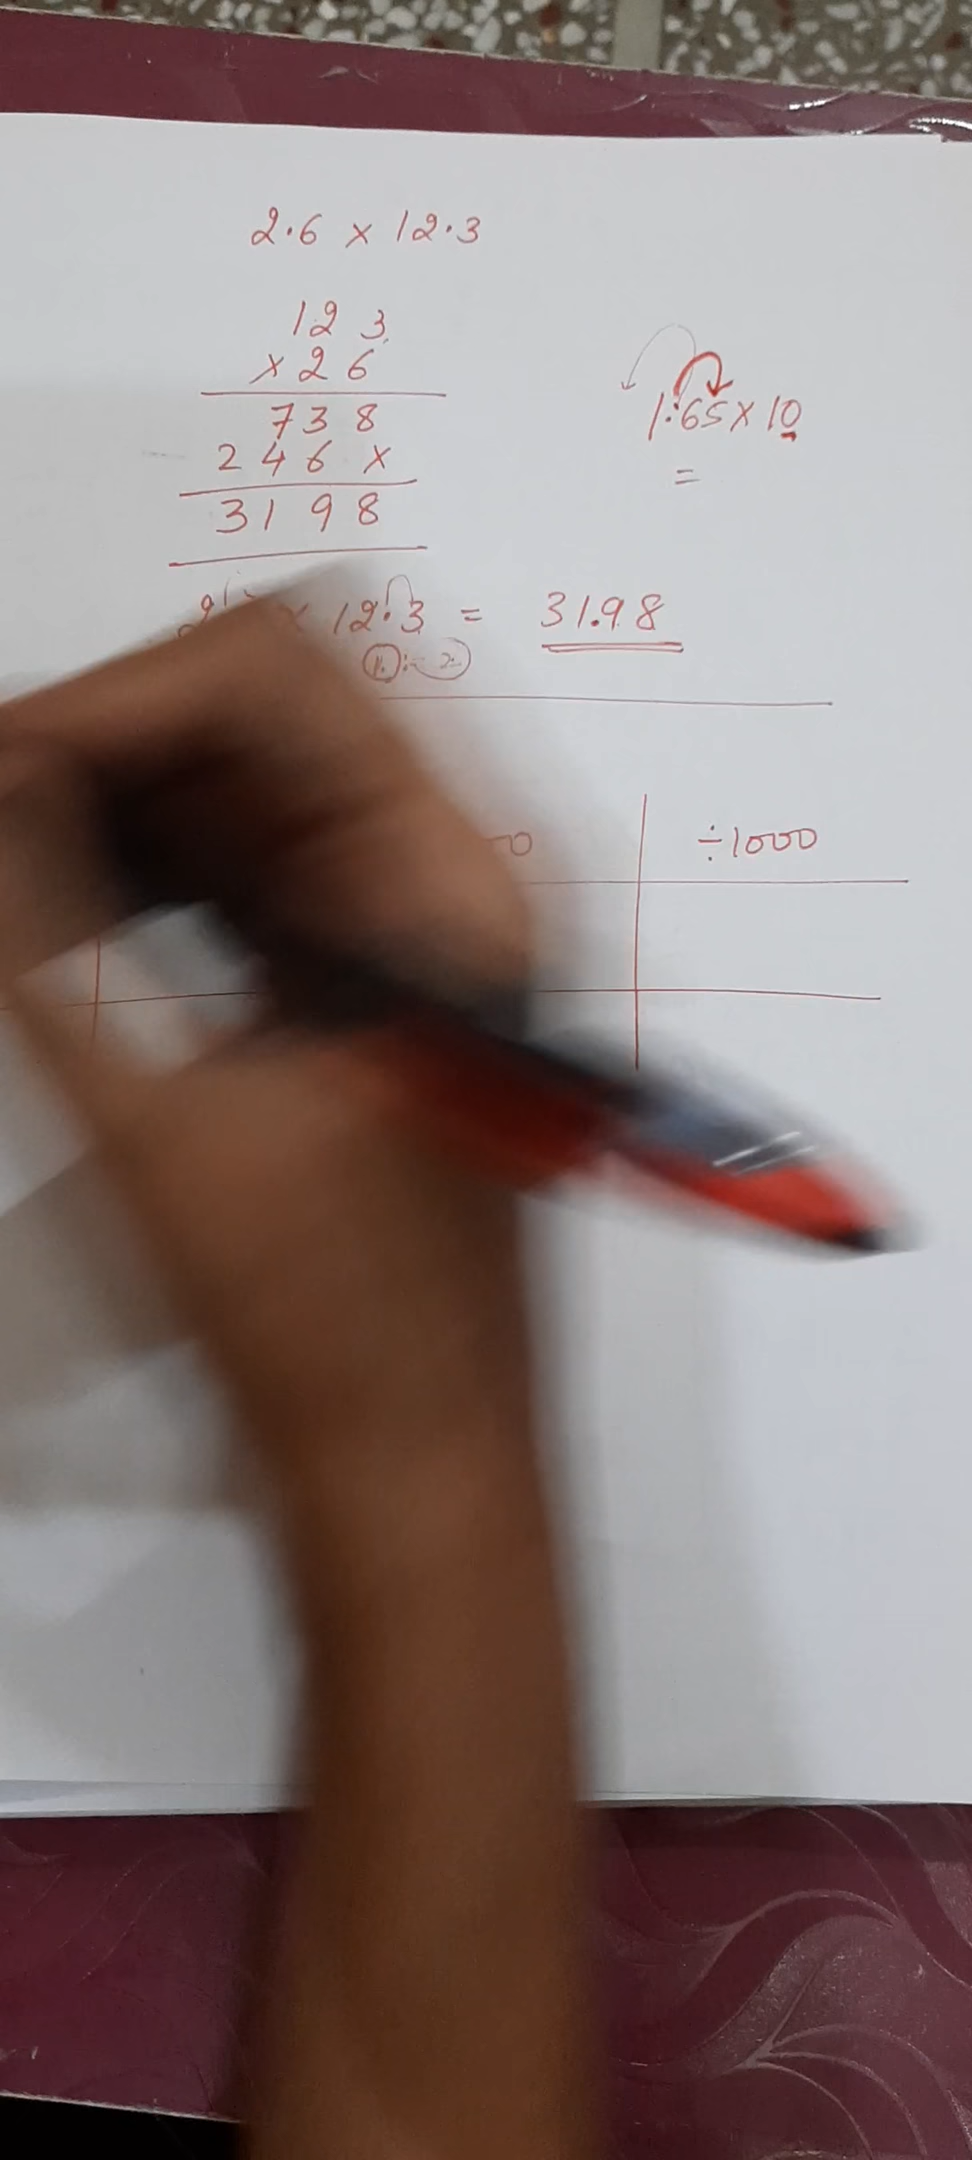 2.6 x 12.3
123
x 26
738
246 x
3198
1.65 x 10
=
x 12.3 = 31.98
÷1000